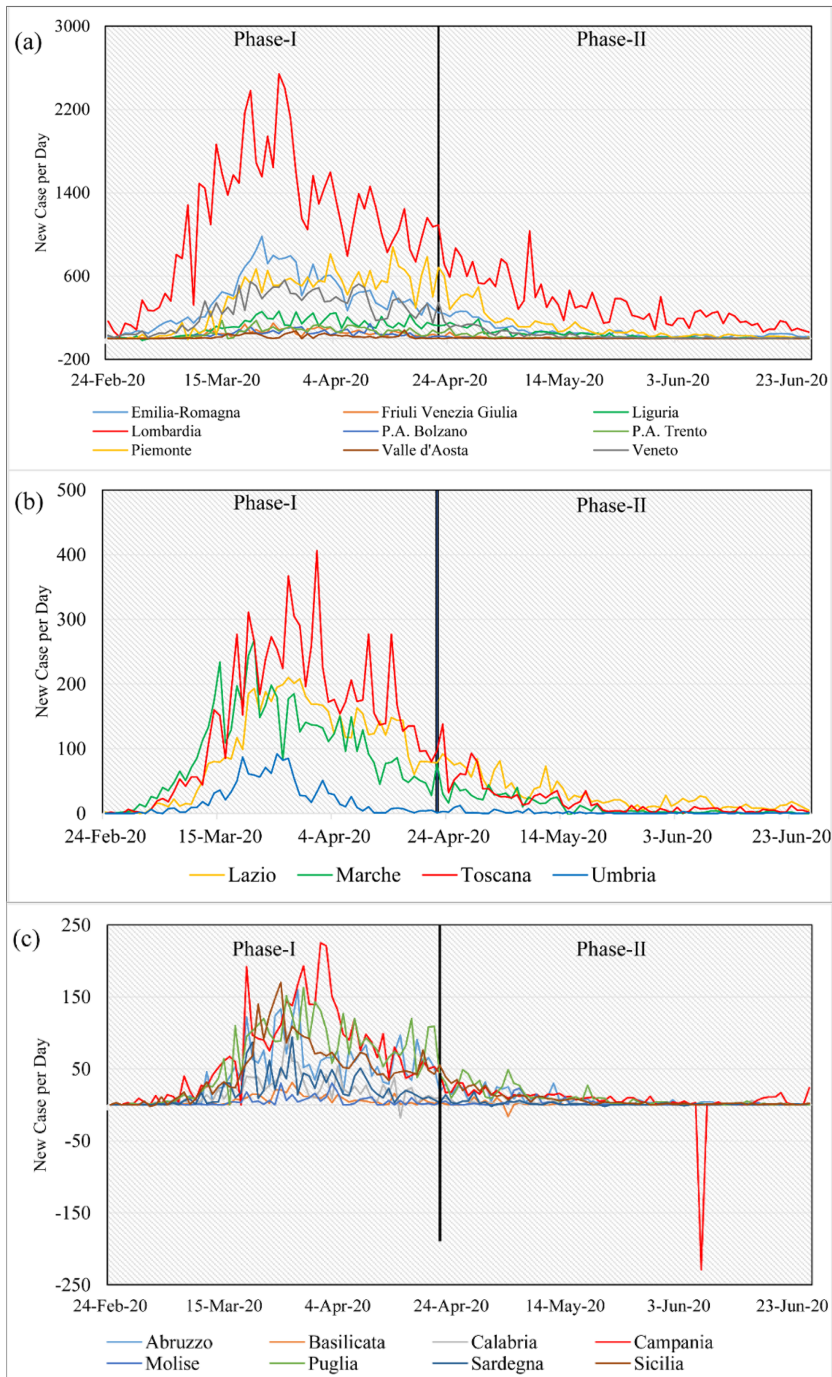 (a)
Phase-I
Phase-II
New Case per Day
3000
2200
1400
600
-200
24-Feb-20 15-Mar-20 4-Apr-20 24-Apr-20 14-May-20 3-Jun-20 23-Jun-20
Emilia-Romagna Friuli Venezia Giulia Liguria
Lombardia P.A. Bolzano P.A. Trento
Piemonte Valle d'Aosta Veneto
(b)
Phase-I
Phase-II
New Case per Day
500
400
300
200
100
0
24-Feb-20 15-Mar-20 4-Apr-20 24-Apr-20 14-May-20 3-Jun-20 23-Jun-20
Lazio Marche Toscana Umbria
(c)
Phase-I
Phase-II
New Case per Day
250
150
50
-50
-150
-250
24-Feb-20 15-Mar-20 4-Apr-20 24-Apr-20 14-May-20 3-Jun-20 23-Jun-20
Abruzzo Basilicata Calabria Campania
Molise Puglia Sardegna Sicilia